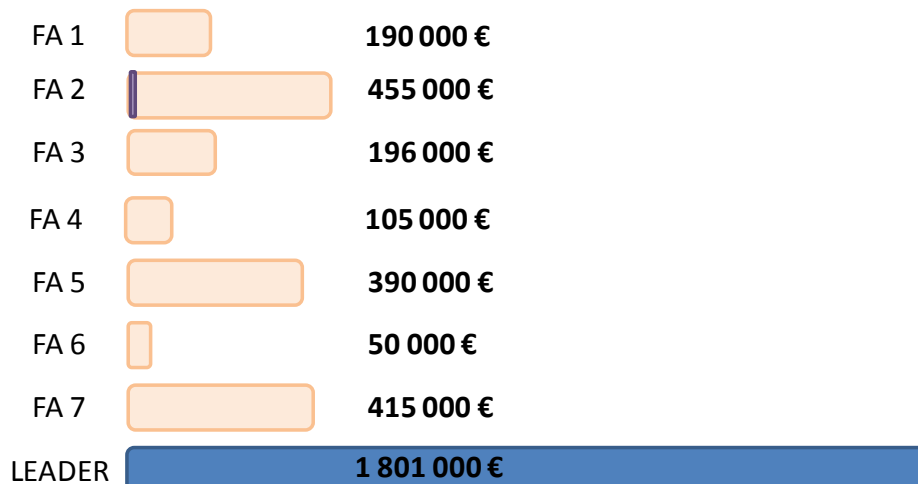 FA 1 190 000 €
FA 2 455 000 €
FA 3 196 000 €
FA 4 105 000 €
FA 5 390 000 €
FA 6 50 000 €
FA 7 415 000 €
LEADER 1 801 000 €